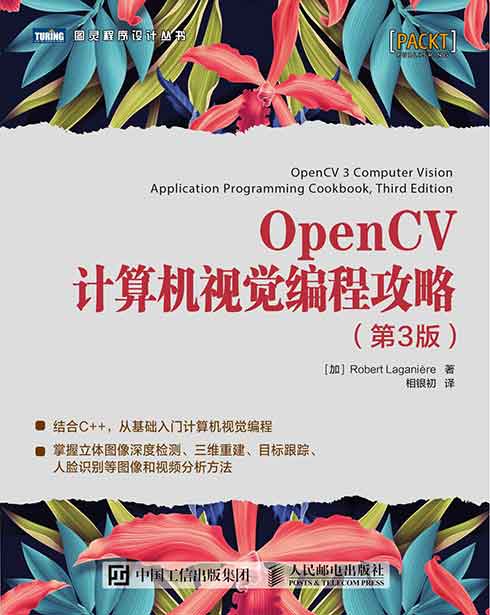 TURING 图灵程序设计丛书
[PACKT]
PUBLISHING
OpenCV 3 Computer Vision
Application Programming Cookbook, Third Edition
OpenCV
计算机视觉编程攻略
（第3版）
［加］Robert Laganière 著
相银初 译
结合C++，从基础入门计算机视觉编程
掌握立体图像深度检测、三维重建、目标跟踪、
人脸识别等图像和视频分析方法
中国工信出版集团
人民邮电出版社
POSTS & TELECOM PRESS